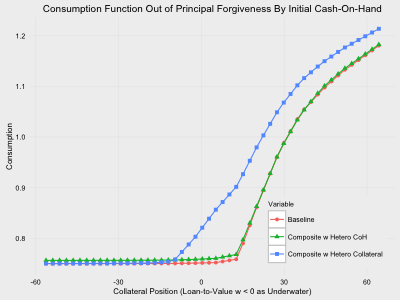 Consumption Function Out of Principal Forgiveness By Initial Cash-On-Hand
1.2
1.1
1.0
0.9
0.8
Consumption
Variable
Baseline
Composite w Hetero CoH
Composite w Hetero Collateral
-60
-30
0
30
60
Collateral Position (Loan-to-Value w < 0 as Underwater)